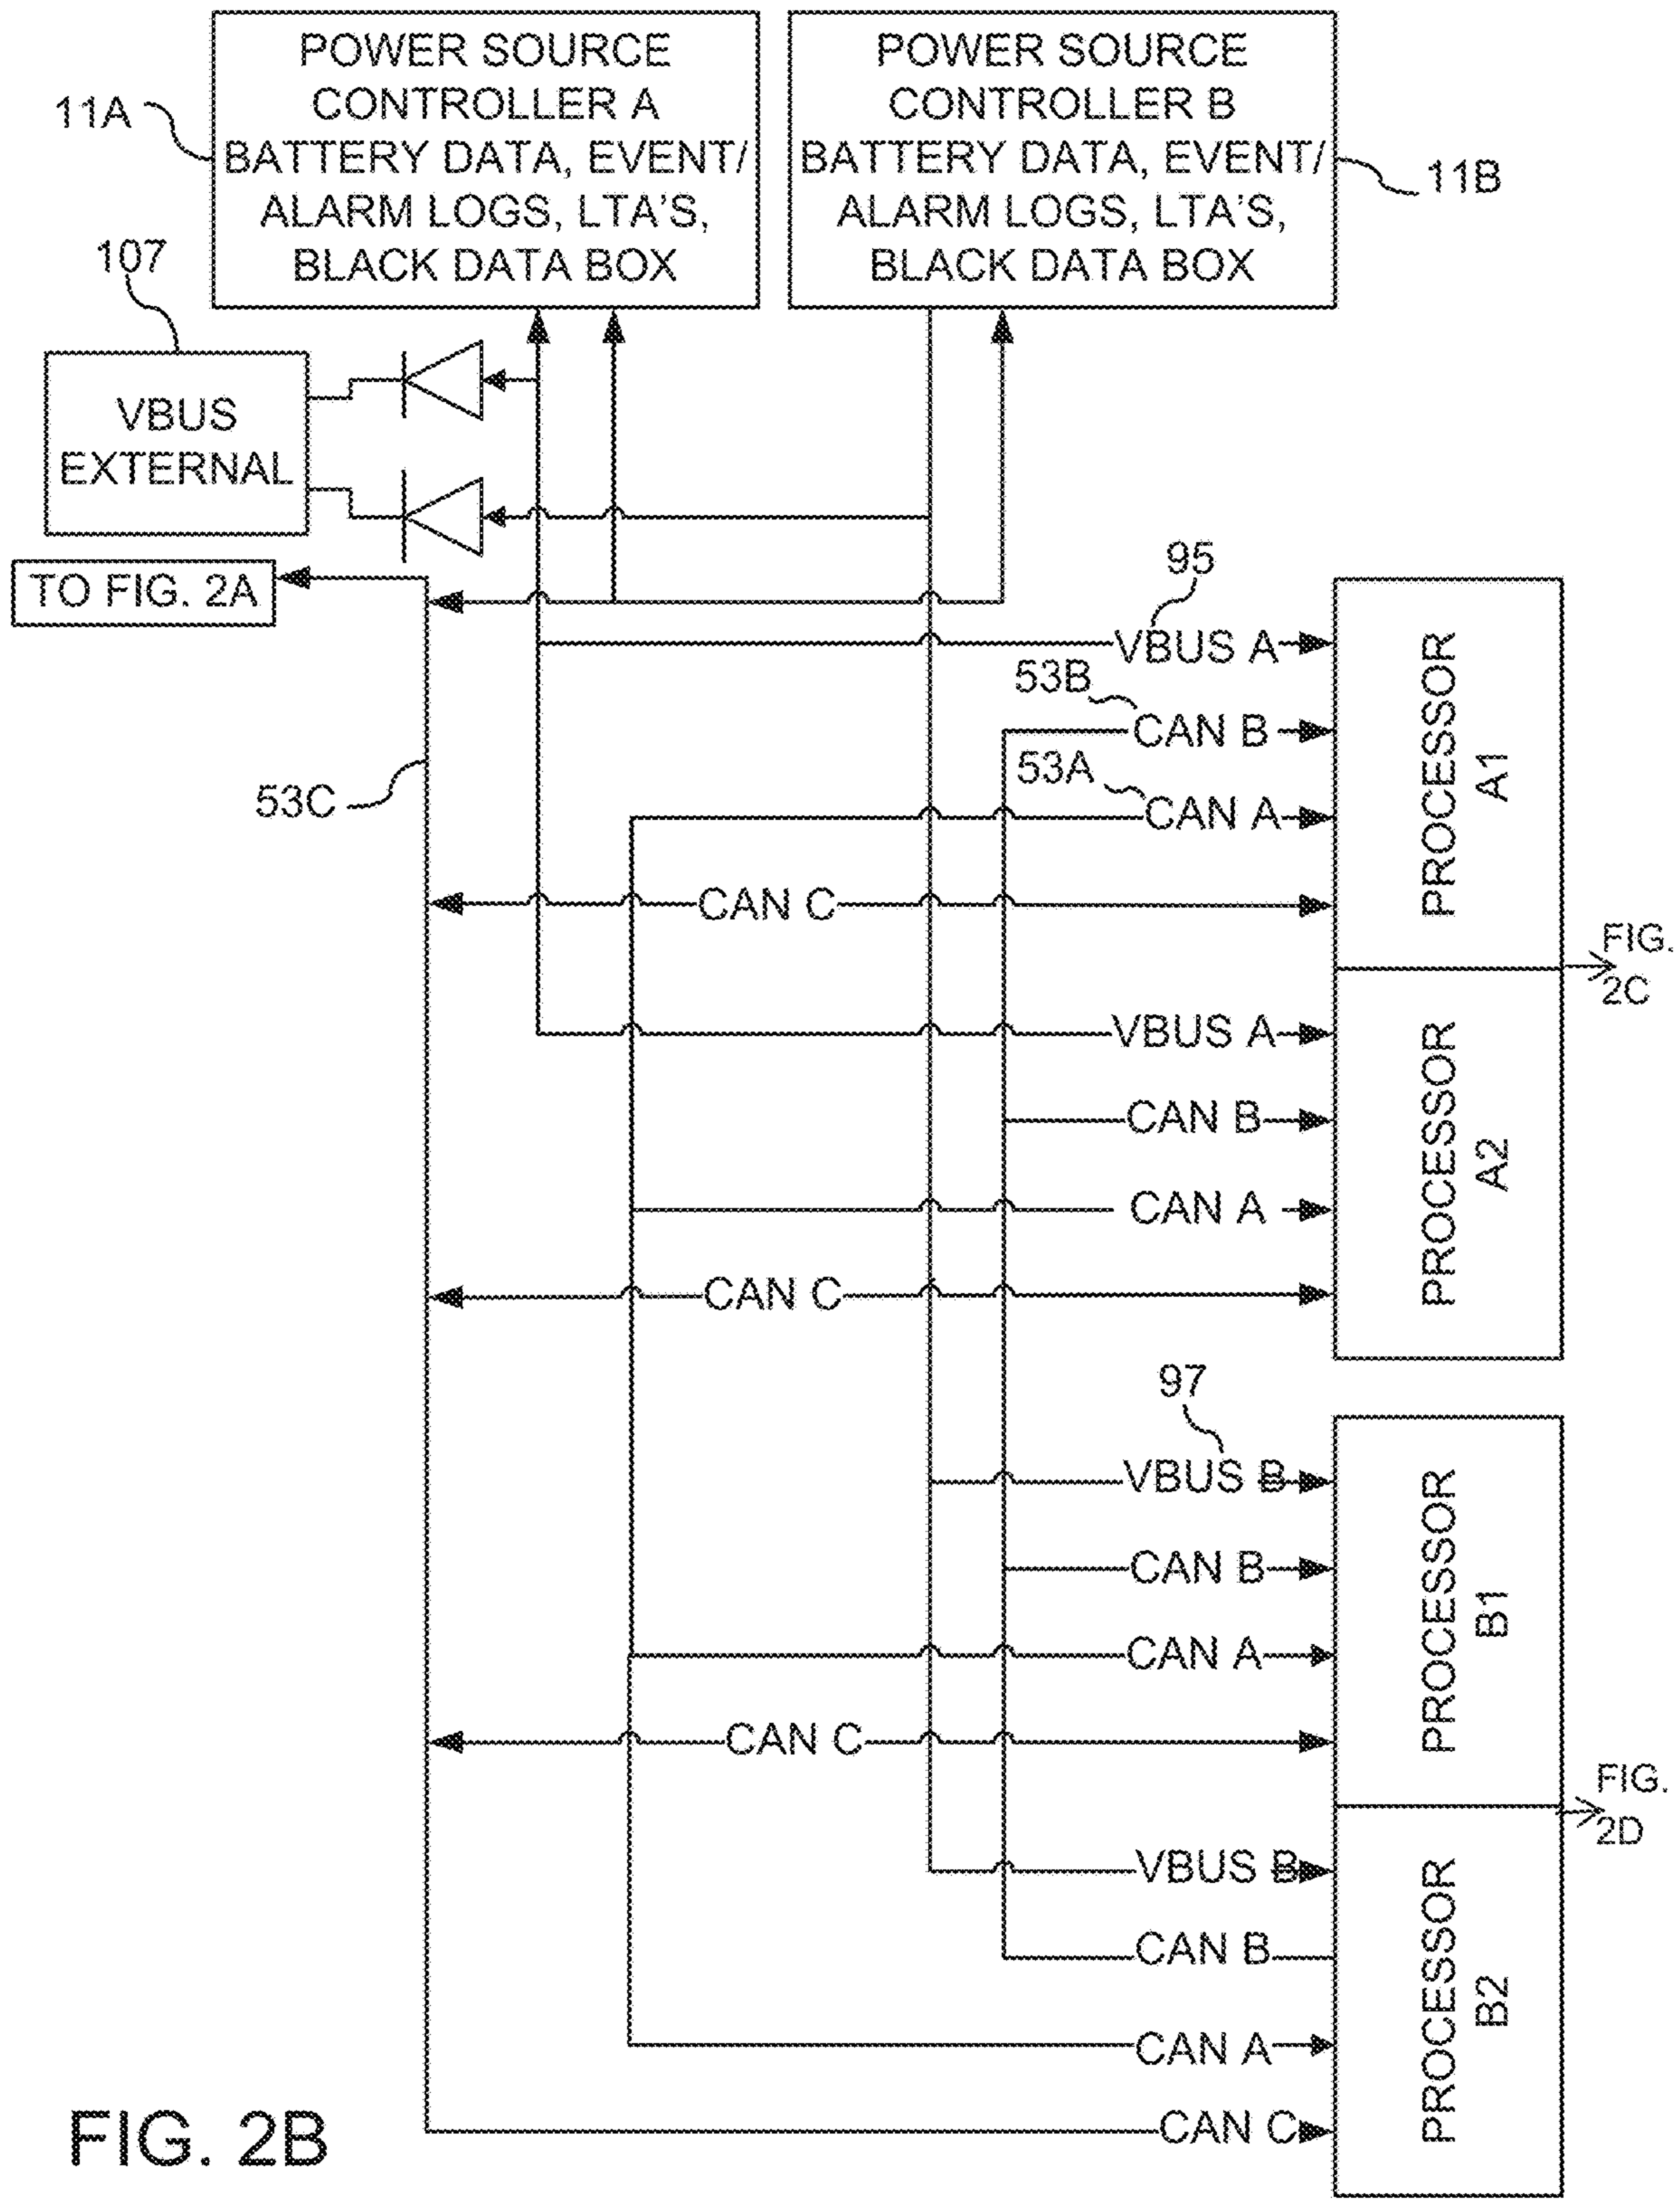 POWER SOURCE
CONTROLLER A
BATTERY DATA, EVENT/
ALARM LOGS, LTA'S,
BLACK DATA BOX
POWER SOURCE
CONTROLLER B
BATTERY DATA, EVENT/
ALARM LOGS, LTA'S,
BLACK DATA BOX
11A
11B
107
VBUS
EXTERNAL
TO FIG. 2A
95
VBUS A
53B
CAN B
53A
CAN A
53C
CAN C
PROCESSOR
A1
FIG.
2C
VBUS A
CAN B
CAN A
CAN C
PROCESSOR
A2
97
VBUS B
CAN B
CAN A
CAN C
PROCESSOR
B1
FIG.
2D
VBUS B
CAN B
CAN A
CAN C
PROCESSOR
B2
FIG. 2B